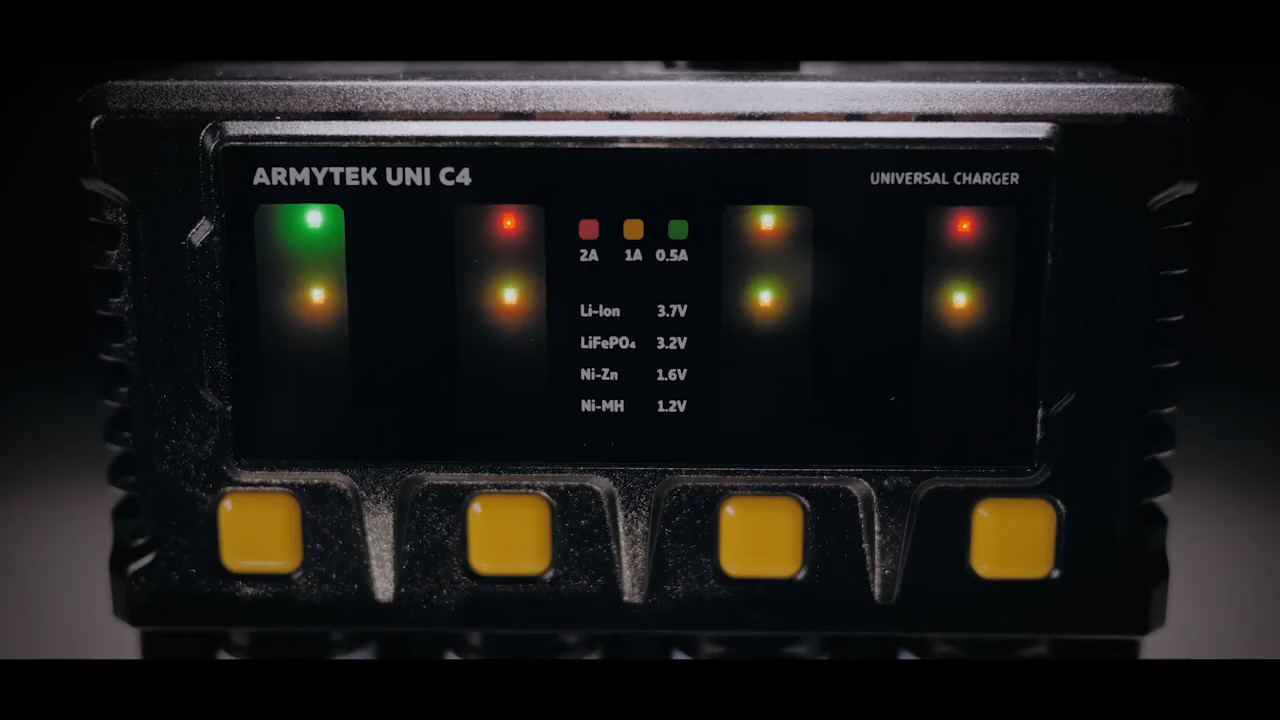 ARMYTEK UNI C4
UNIVERSAL CHARGER
2A 1A 0.5A
Li-Ion 3.7V
LiFePO₄ 3.2V
Ni-Zn 1.6V
Ni-MH 1.2V